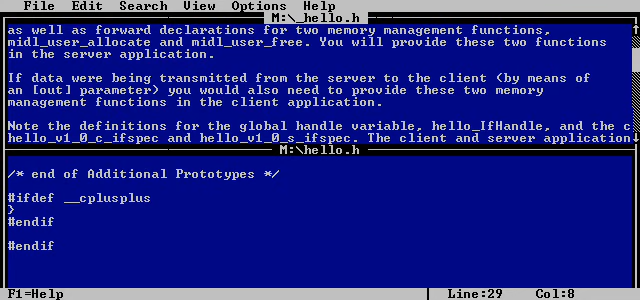 File Edit Search View Options Help
M:\_hello.h
as well as forward declarations for two memory management functions,
midl_user_allocate and midl_user_free. You will provide these two functions
in the server application.
If data were being transmitted from the server to the client (by means of
an [out] parameter) you would also need to provide these two memory
management functions in the client application.
Note the definitions for the global handle variable, hello_IfHandle, and the c
hello_v1_0_c_ifspec and hello_v1_0_s_ifspec. The client and server application
M:\hello.h
/* end of Additional Prototypes */
#ifdef __cplusplus
}
#endif
#endif
F1=Help Line:29 Col:8